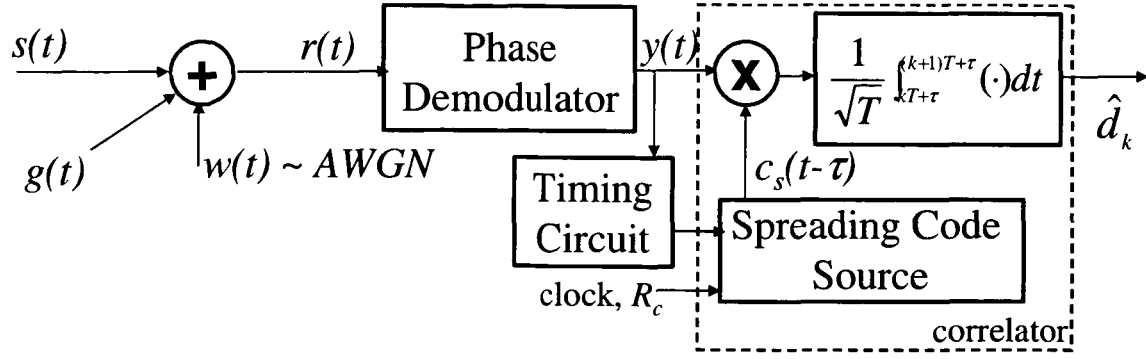 s(t)
+
r(t)
Phase
Demodulator
y(t)
X
1/√T ∫_{kT+τ}^{(k+1)T+τ} (·)dt
d̂_k
g(t)
w(t) ~ AWGN
Timing
Circuit
c_s(t-τ)
Spreading Code
Source
clock, R_c
correlator